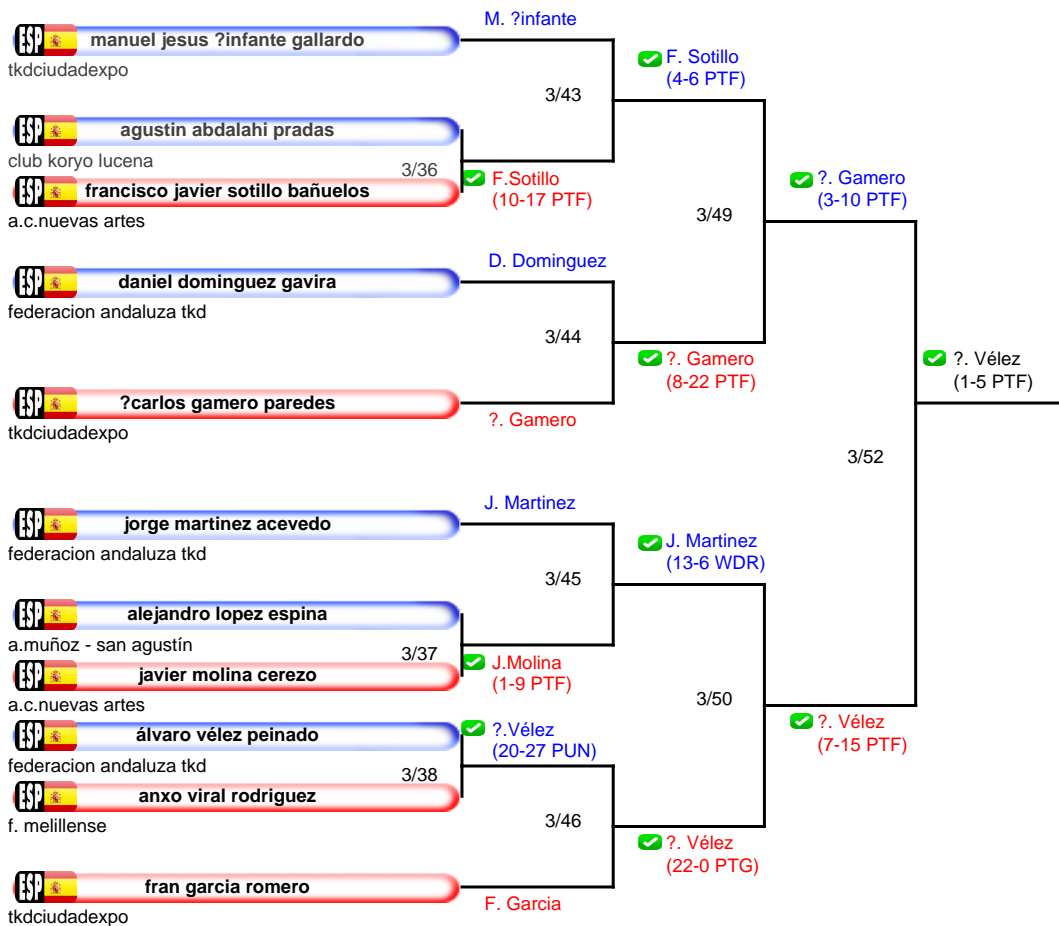 M. ?infante
ESP manuel jesus ?infante gallardo
tkdciudadexpo
F. Sotillo
(4-6 PTF)
3/43
ESP agustin abdalahi pradas
club koryo lucena
3/36
F.Sotillo
(10-17 PTF)
ESP francisco javier sotillo bañuelos
a.c.nuevas artes
?. Gamero
(3-10 PTF)
3/49
D. Dominguez
ESP daniel dominguez gavira
federacion andaluza tkd
3/44
?. Gamero
(8-22 PTF)
?. Vélez
(1-5 PTF)
ESP ?carlos gamero paredes
tkdciudadexpo
?. Gamero
3/52
J. Martinez
ESP jorge martinez acevedo
federacion andaluza tkd
J. Martinez
(13-6 WDR)
3/45
ESP alejandro lopez espina
a.muñoz - san agustín
3/37
J.Molina
(1-9 PTF)
ESP javier molina cerezo
a.c.nuevas artes
3/50
ESP álvaro vélez peinado
federacion andaluza tkd
?.Vélez
(20-27 PUN)
?. Vélez
(7-15 PTF)
3/38
ESP anxo viral rodriguez
f. melillense
3/46
?. Vélez
(22-0 PTG)
ESP fran garcia romero
tkdciudadexpo
F. Garcia